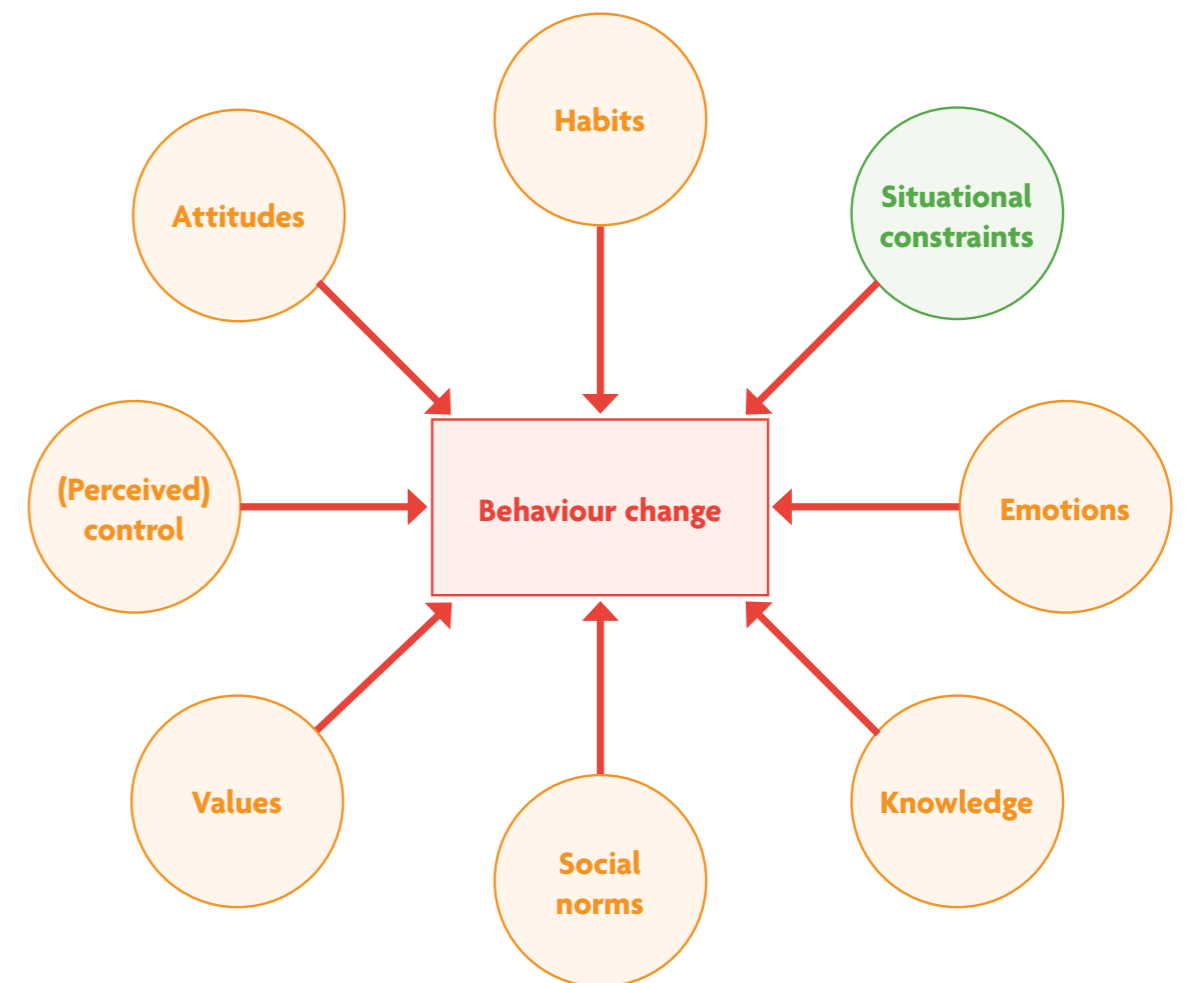 Habits
Situational
constraints
Attitudes
(Perceived)
control
Behaviour change
Emotions
Values
Social
norms
Knowledge